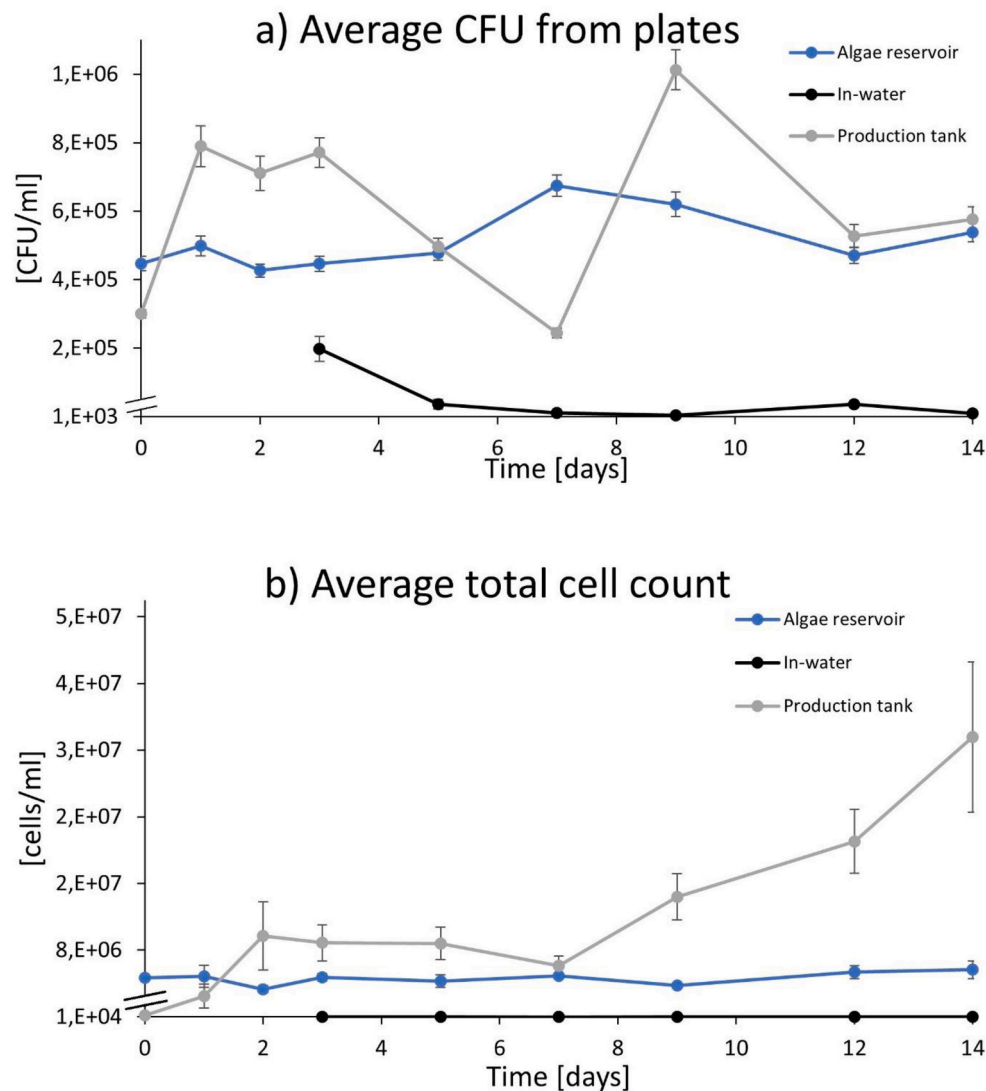 a) Average CFU from plates
Algae reservoir
In-water
Production tank
[CFU/ml]
1,E+06
8,E+05
6,E+05
4,E+05
2,E+05
1,E+03
0 2 4 6 8 10 12 14
Time [days]
b) Average total cell count
Algae reservoir
In-water
Production tank
[cells/ml]
5,E+07
4,E+07
3,E+07
2,E+07
2,E+07
8,E+06
1,E+04
0 2 4 6 8 10 12 14
Time [days]